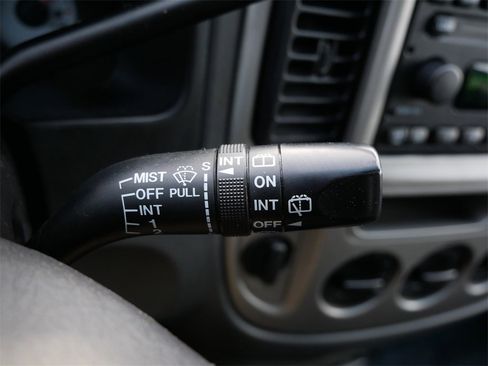 S
MIST
INT
OFF PULL
ON
INT
INT
1
2
OFF